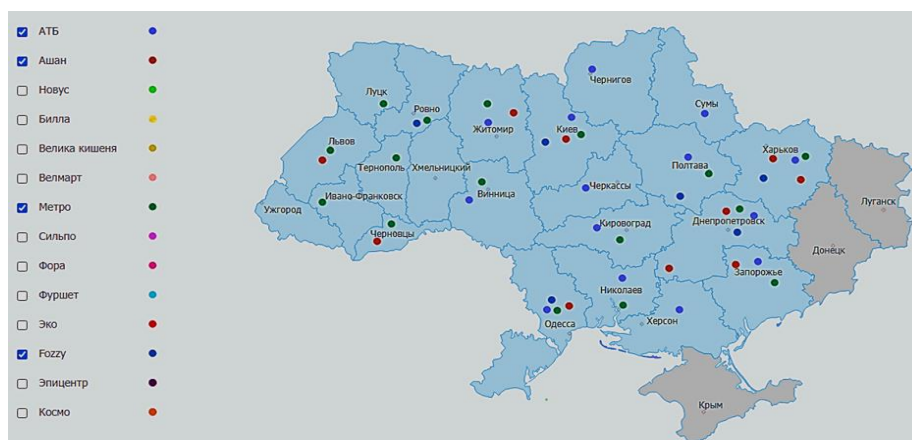 АТБ
Ашан
Новус
Билла
Велика кишеня
Велмарт
Метро
Сильпо
Фора
Фуршет
Эко
Fozzy
Эпицентр
Космо
Чернигов
Луцк
Ровно
Сумы
Житомир
Киев
Львов
Харьков
Тернополь
Хмельницкий
Полтава
Винница
Черкассы
Ивано-Франковск
Луганск
Ужгород
Черновцы
Кировоград
Днепропетровск
Донецк
Запорожье
Николаев
Одесса
Херсон
Крым